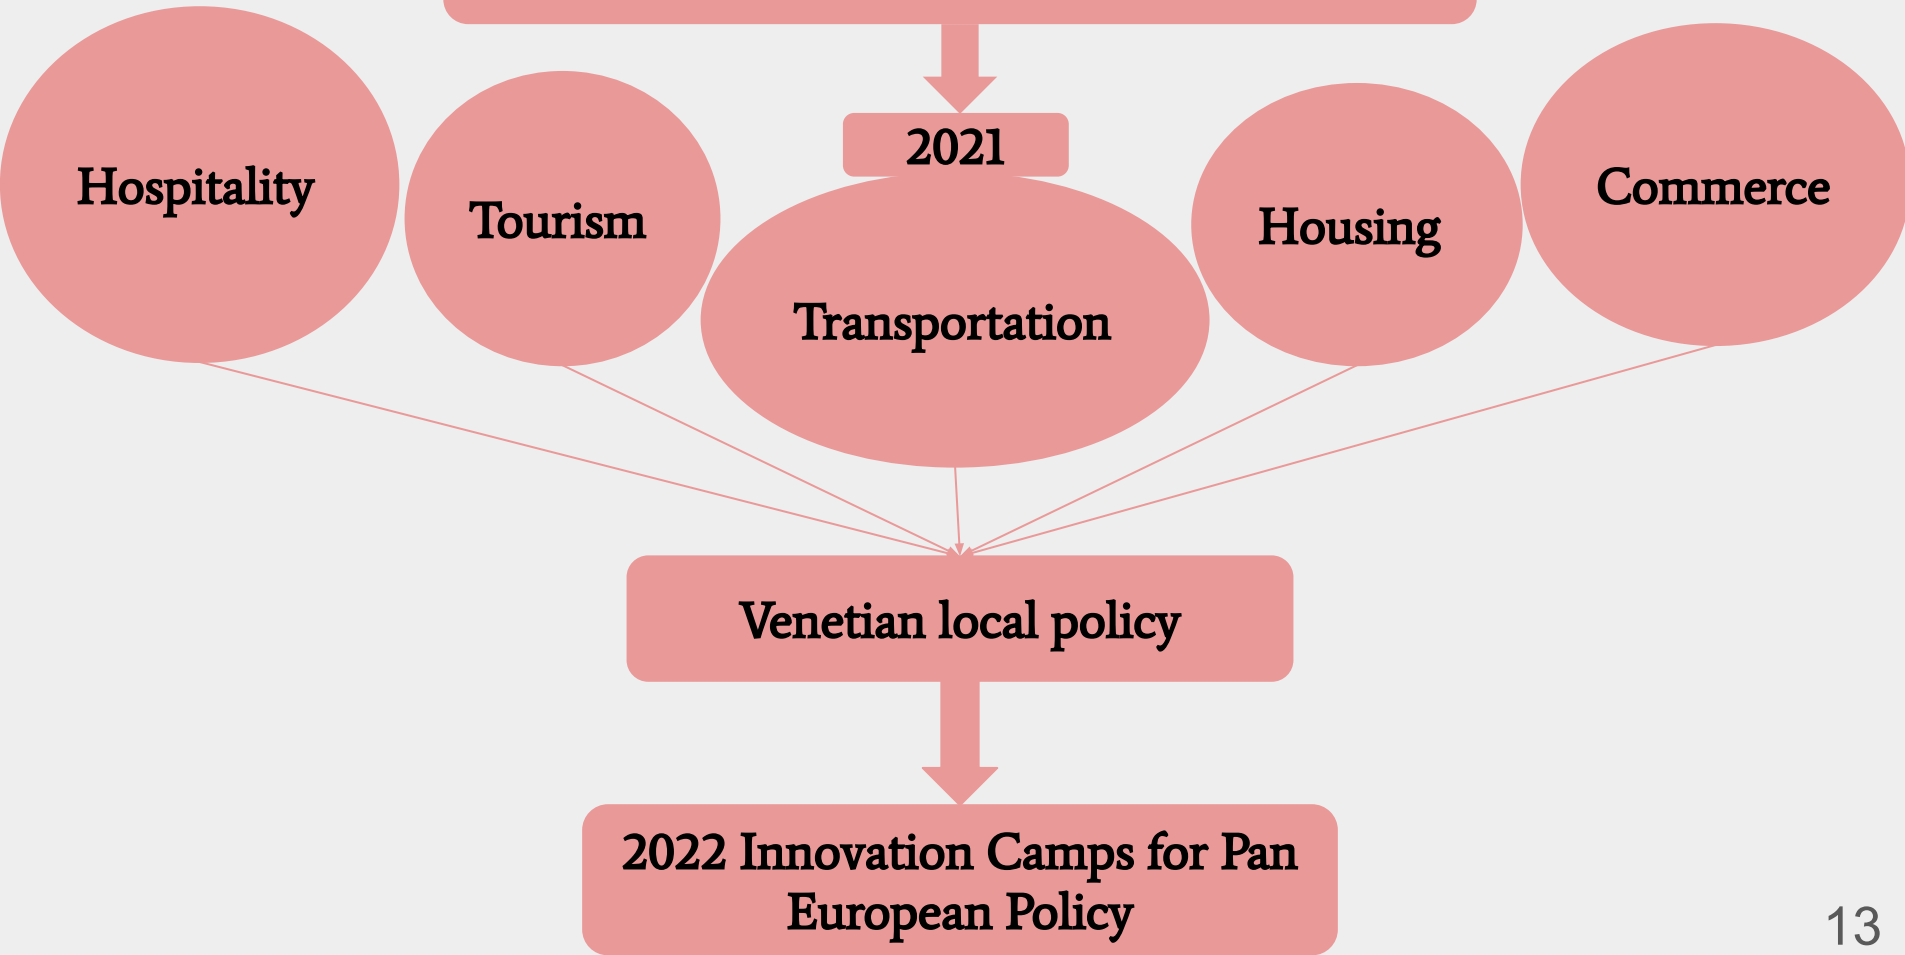 2021
Hospitality
Tourism
Transportation
Housing
Commerce
Venetian local policy
2022 Innovation Camps for Pan
European Policy
13